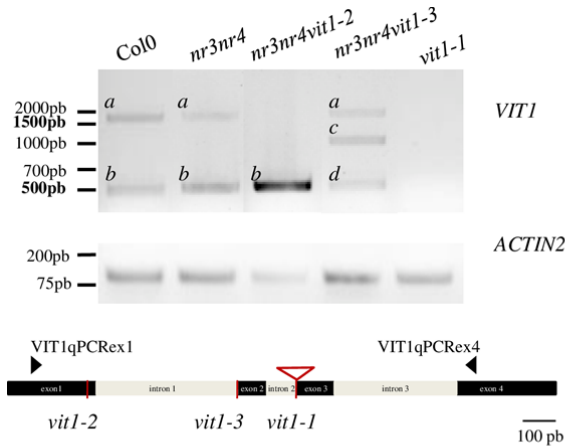 Col0 nr3nr4 nr3nr4vit1-2 nr3nr4vit1-3 vit1-1
2000pb a a a VIT1
1500pb
1000pb c
700pb
500pb b b b d
ACTIN2
200pb
75pb
VIT1qPCRex1 VIT1qPCRex4
exon1 intron 1 exon 2 intron 2 exon 3 intron 3 exon 4
vit1-2 vit1-3 vit1-1
100 pb